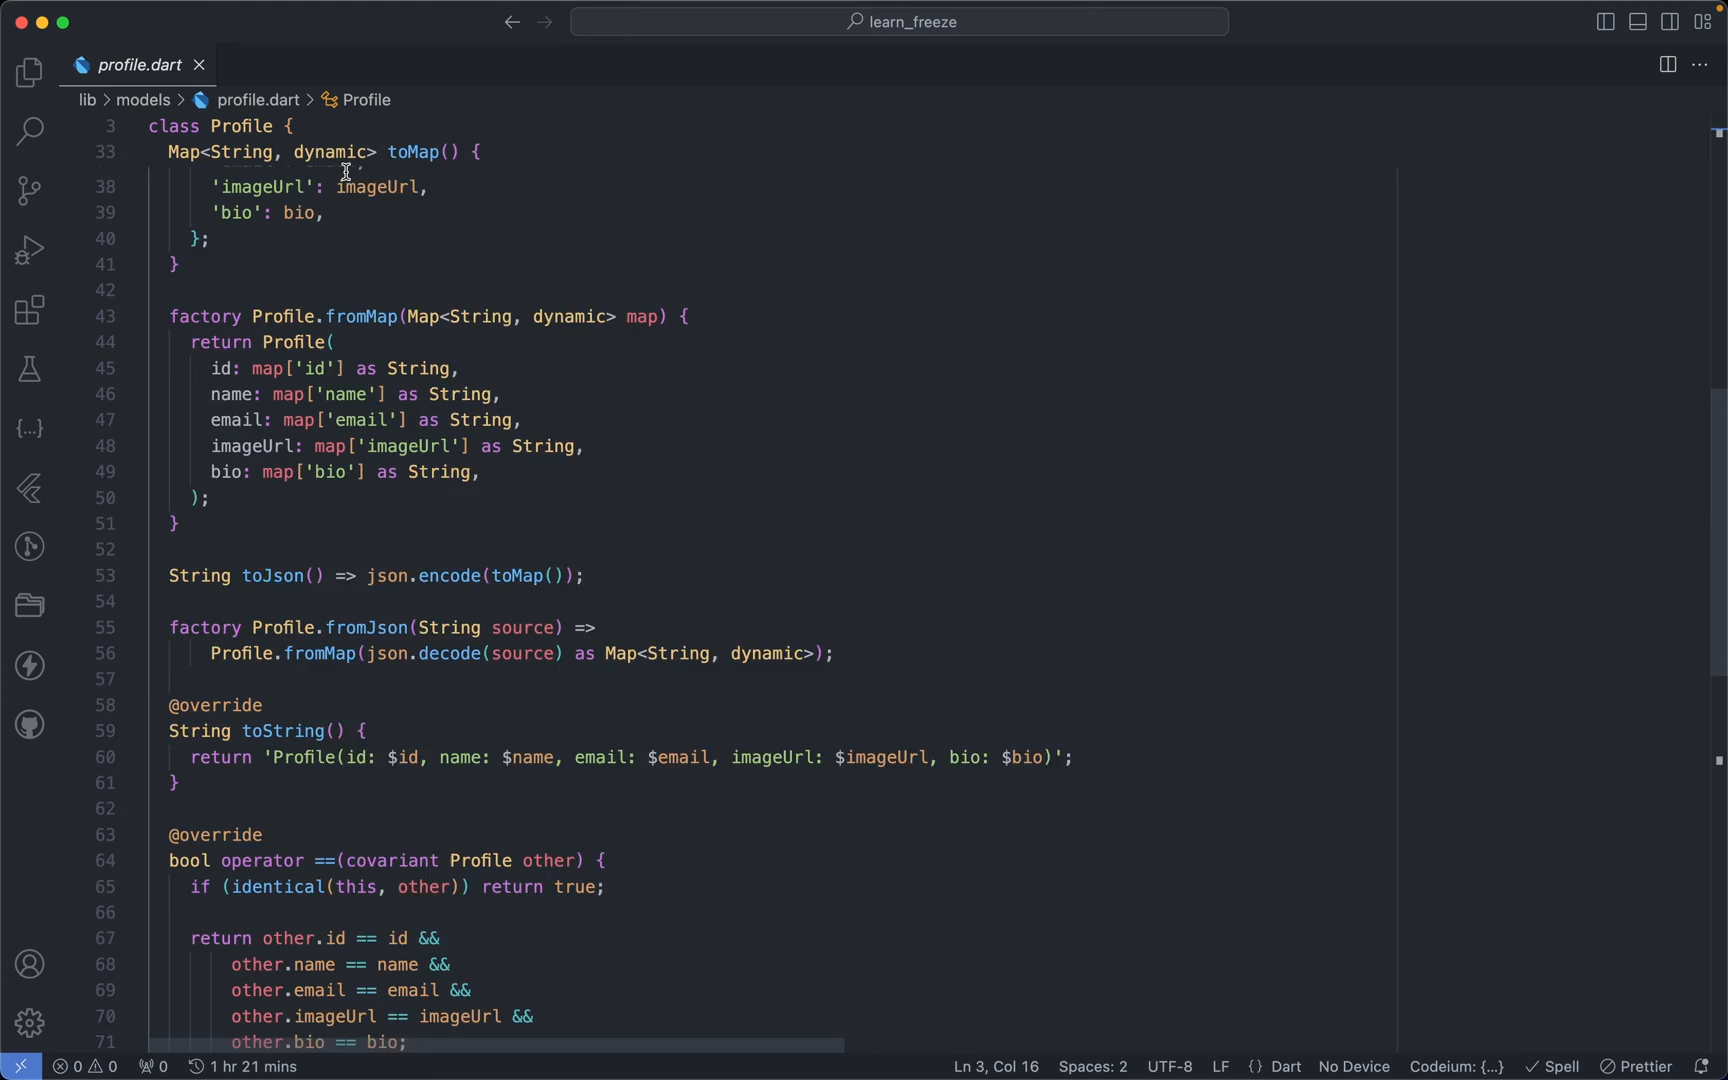 learn_freeze
profile.dart
lib > models > profile.dart > Profile
3 class Profile {
33 Map<String, dynamic> toMap() {
38 'imageUrl': imageUrl,
39 'bio': bio,
40 };
41 }
42
43 factory Profile.fromMap(Map<String, dynamic> map) {
44 return Profile(
45 id: map['id'] as String,
46 name: map['name'] as String,
47 email: map['email'] as String,
48 imageUrl: map['imageUrl'] as String,
49 bio: map['bio'] as String,
50 );
51 }
52
53 String toJson() => json.encode(toMap());
54
55 factory Profile.fromJson(String source) =>
56 Profile.fromMap(json.decode(source) as Map<String, dynamic>);
57
58 @override
59 String toString() {
60 return 'Profile(id: $id, name: $name, email: $email, imageUrl: $imageUrl, bio: $bio)';
61 }
62
63 @override
64 bool operator ==(covariant Profile other) {
65 if (identical(this, other)) return true;
66
67 return other.id == id &&
68 other.name == name &&
69 other.email == email &&
70 other.imageUrl == imageUrl &&
71 other.bio == bio;
0 0 0 1 hr 21 mins Ln 3, Col 16 Spaces: 2 UTF-8 LF {} Dart No Device Codeium: {...} Spell Prettier